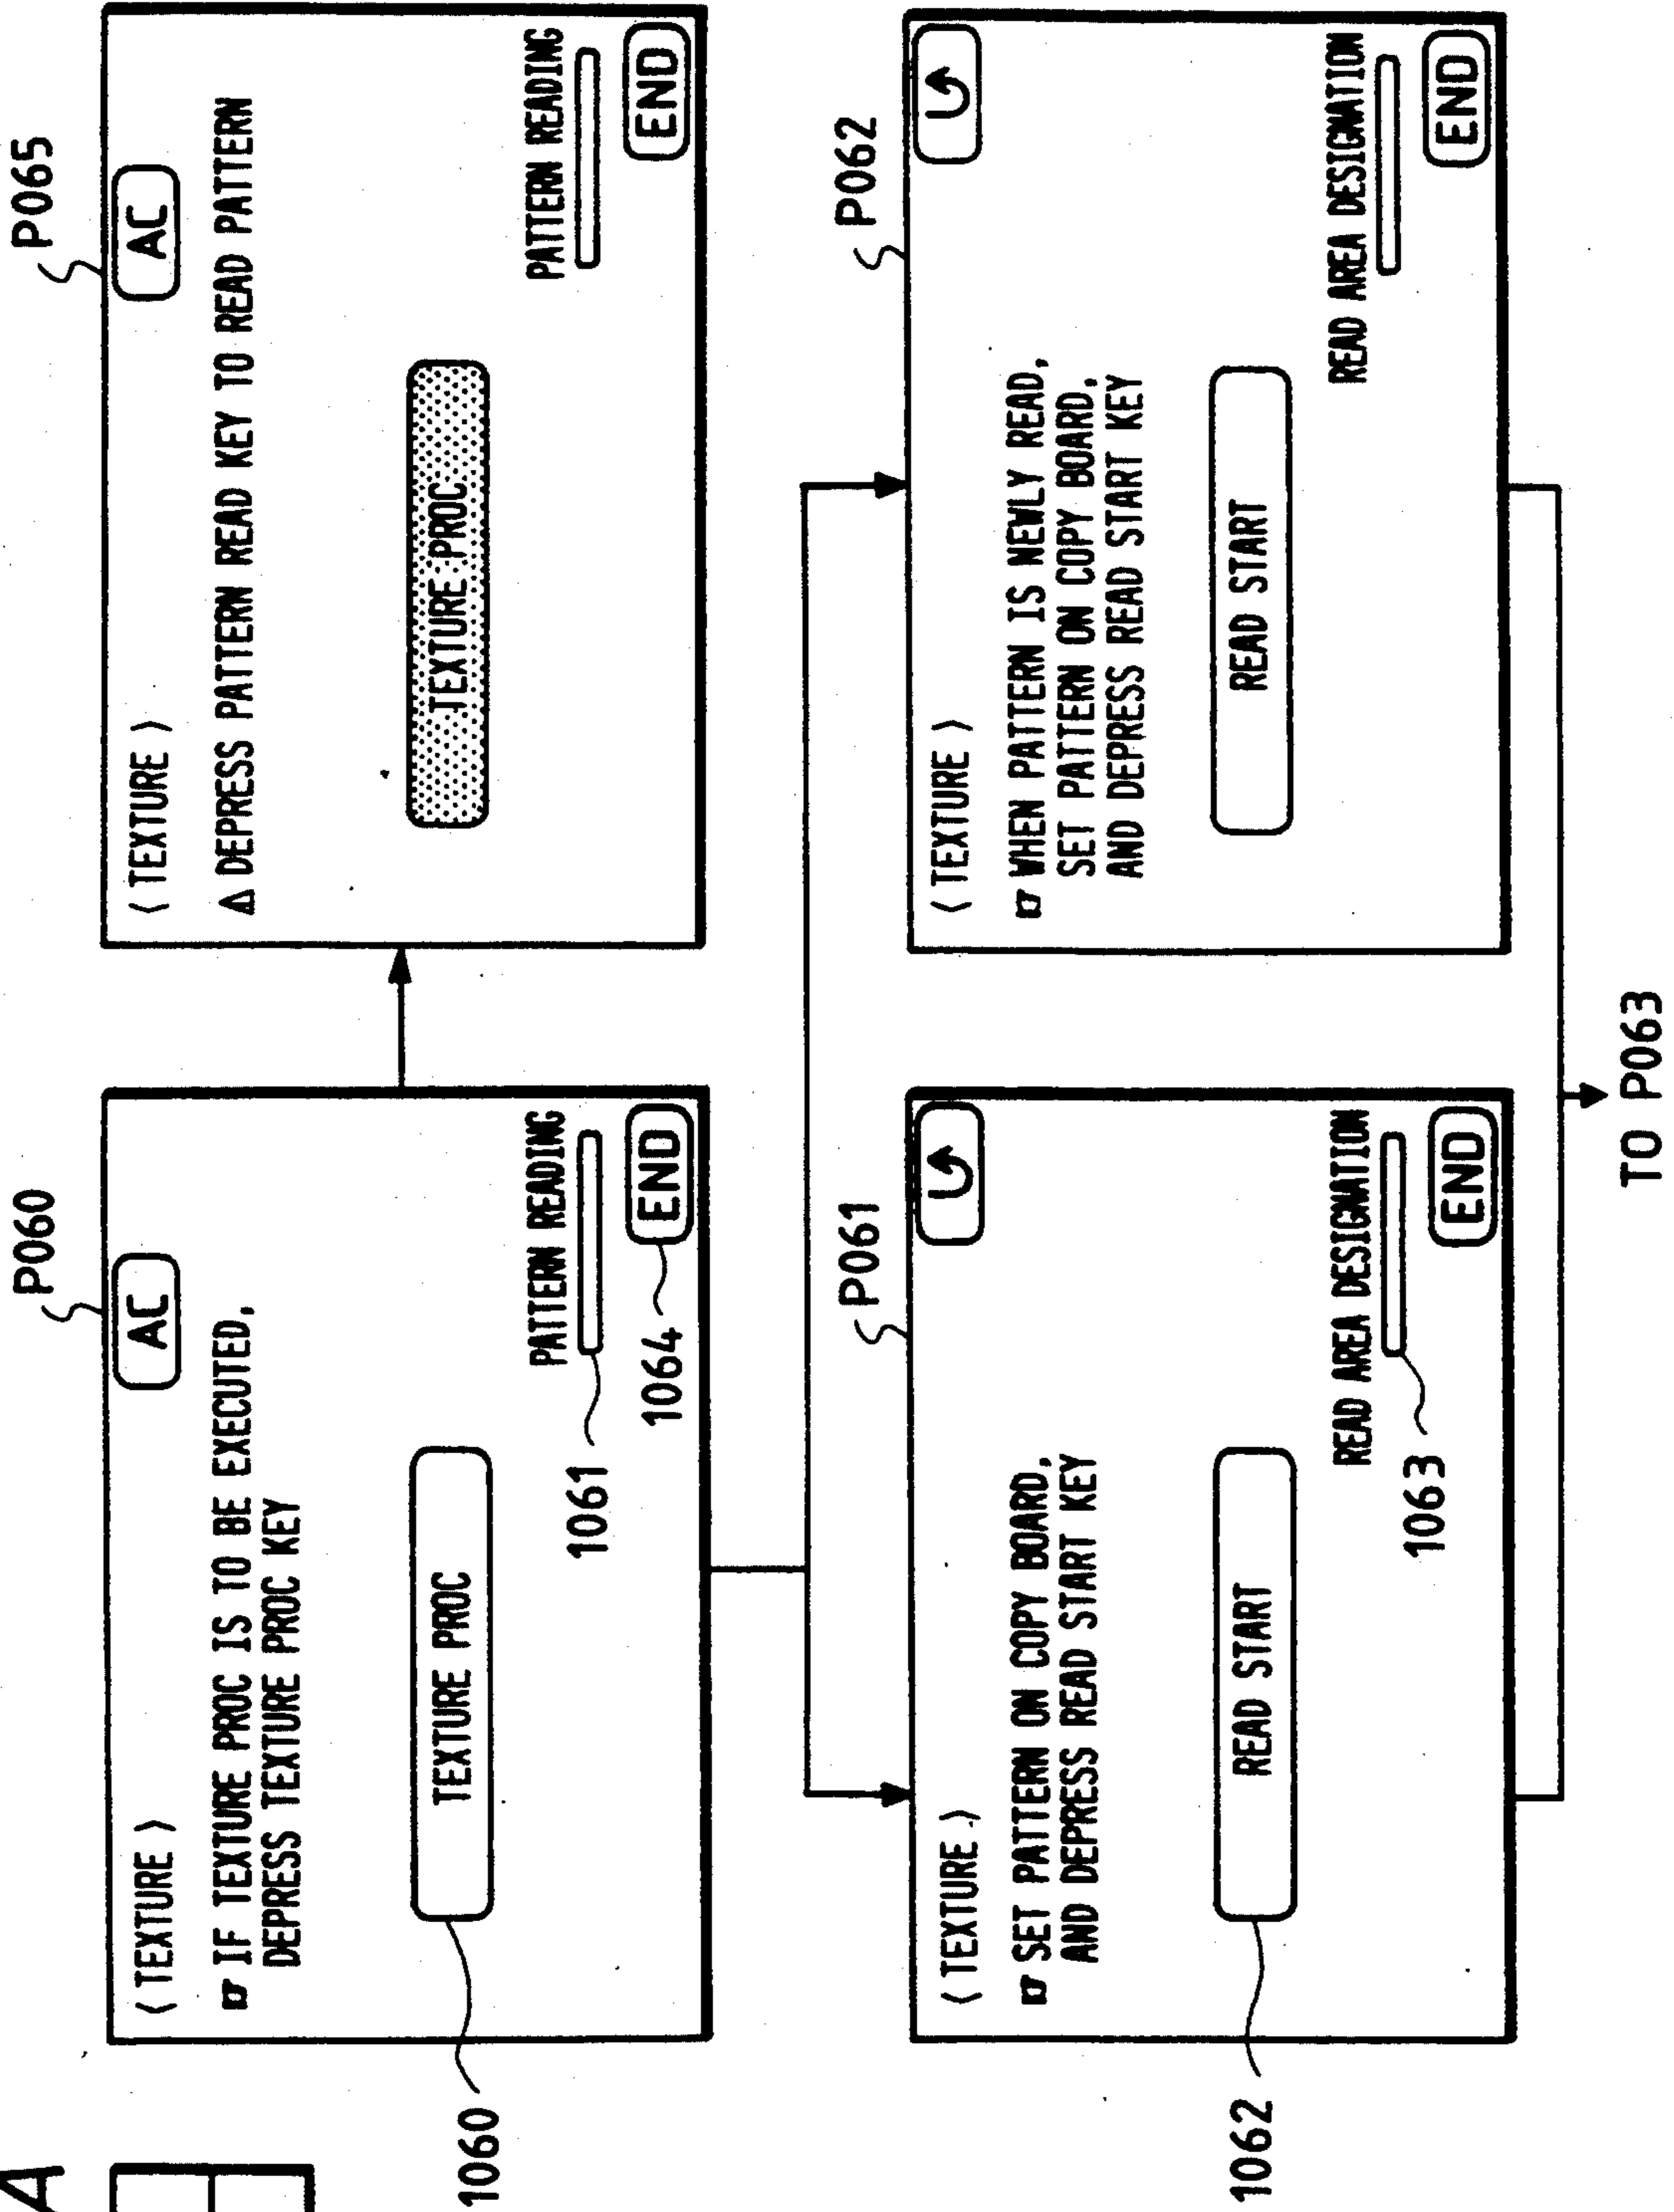 A
P060
AC
〈 TEXTURE 〉
☞ IF TEXTURE PROC IS TO BE EXECUTED,
DEPRESS TEXTURE PROC KEY
TEXTURE PROC
PATTERN READING
END
1060
1061
1064
P065
AC
〈 TEXTURE 〉
⚠ DEPRESS PATTERN READ KEY TO READ PATTERN
TEXTURE PROC
PATTERN READING
END
P061
〈 TEXTURE 〉
☞ SET PATTERN ON COPY BOARD,
AND DEPRESS READ START KEY
READ START
READ AREA DESIGNATION
END
1062
1063
P062
〈 TEXTURE 〉
☞ WHEN PATTERN IS NEWLY READ,
SET PATTERN ON COPY BOARD,
AND DEPRESS READ START KEY
READ START
READ AREA DESIGNATION
END
TO P063